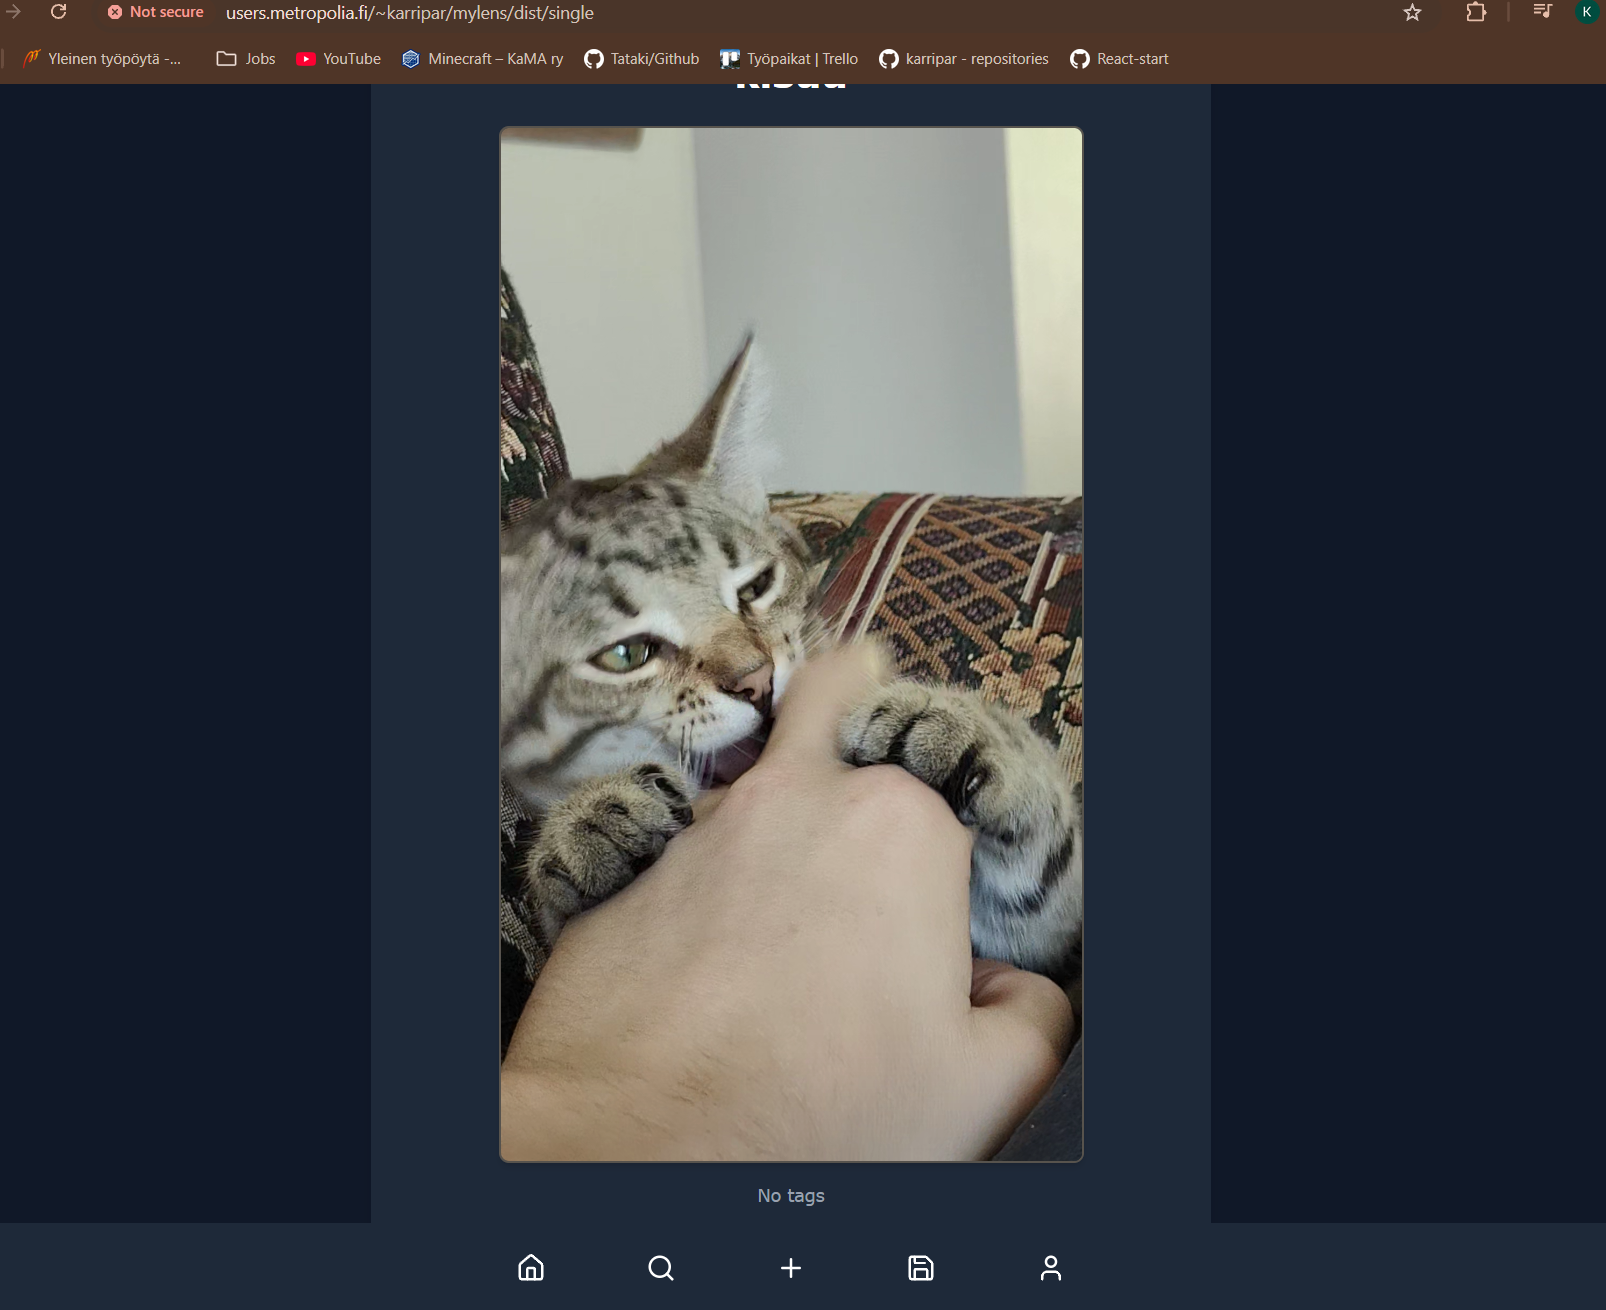 Not secure users.metropolia.fi/~karripar/mylens/dist/single K
Yleinen työpöytä -... Jobs YouTube Minecraft – KaMA ry Tataki/Github Työpaikat | Trello karripar - repositories React-start
No tags